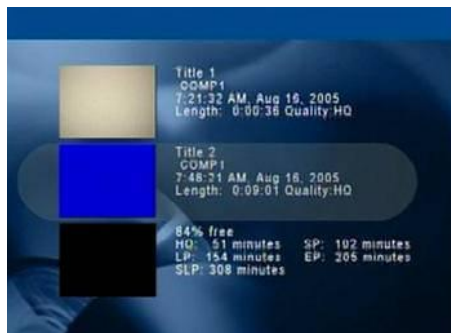 Title 1
COMP1
7:21:32 AM, Aug 16, 2005
Length: 0:00:36 Quality:HQ
Title 2
COMP1
7:48:21 AM, Aug 16, 2005
Length: 0:09:01 Quality:HQ
84% free
HQ: 51 minutes SP: 102 minutes
LP: 154 minutes EP: 205 minutes
SLP: 308 minutes